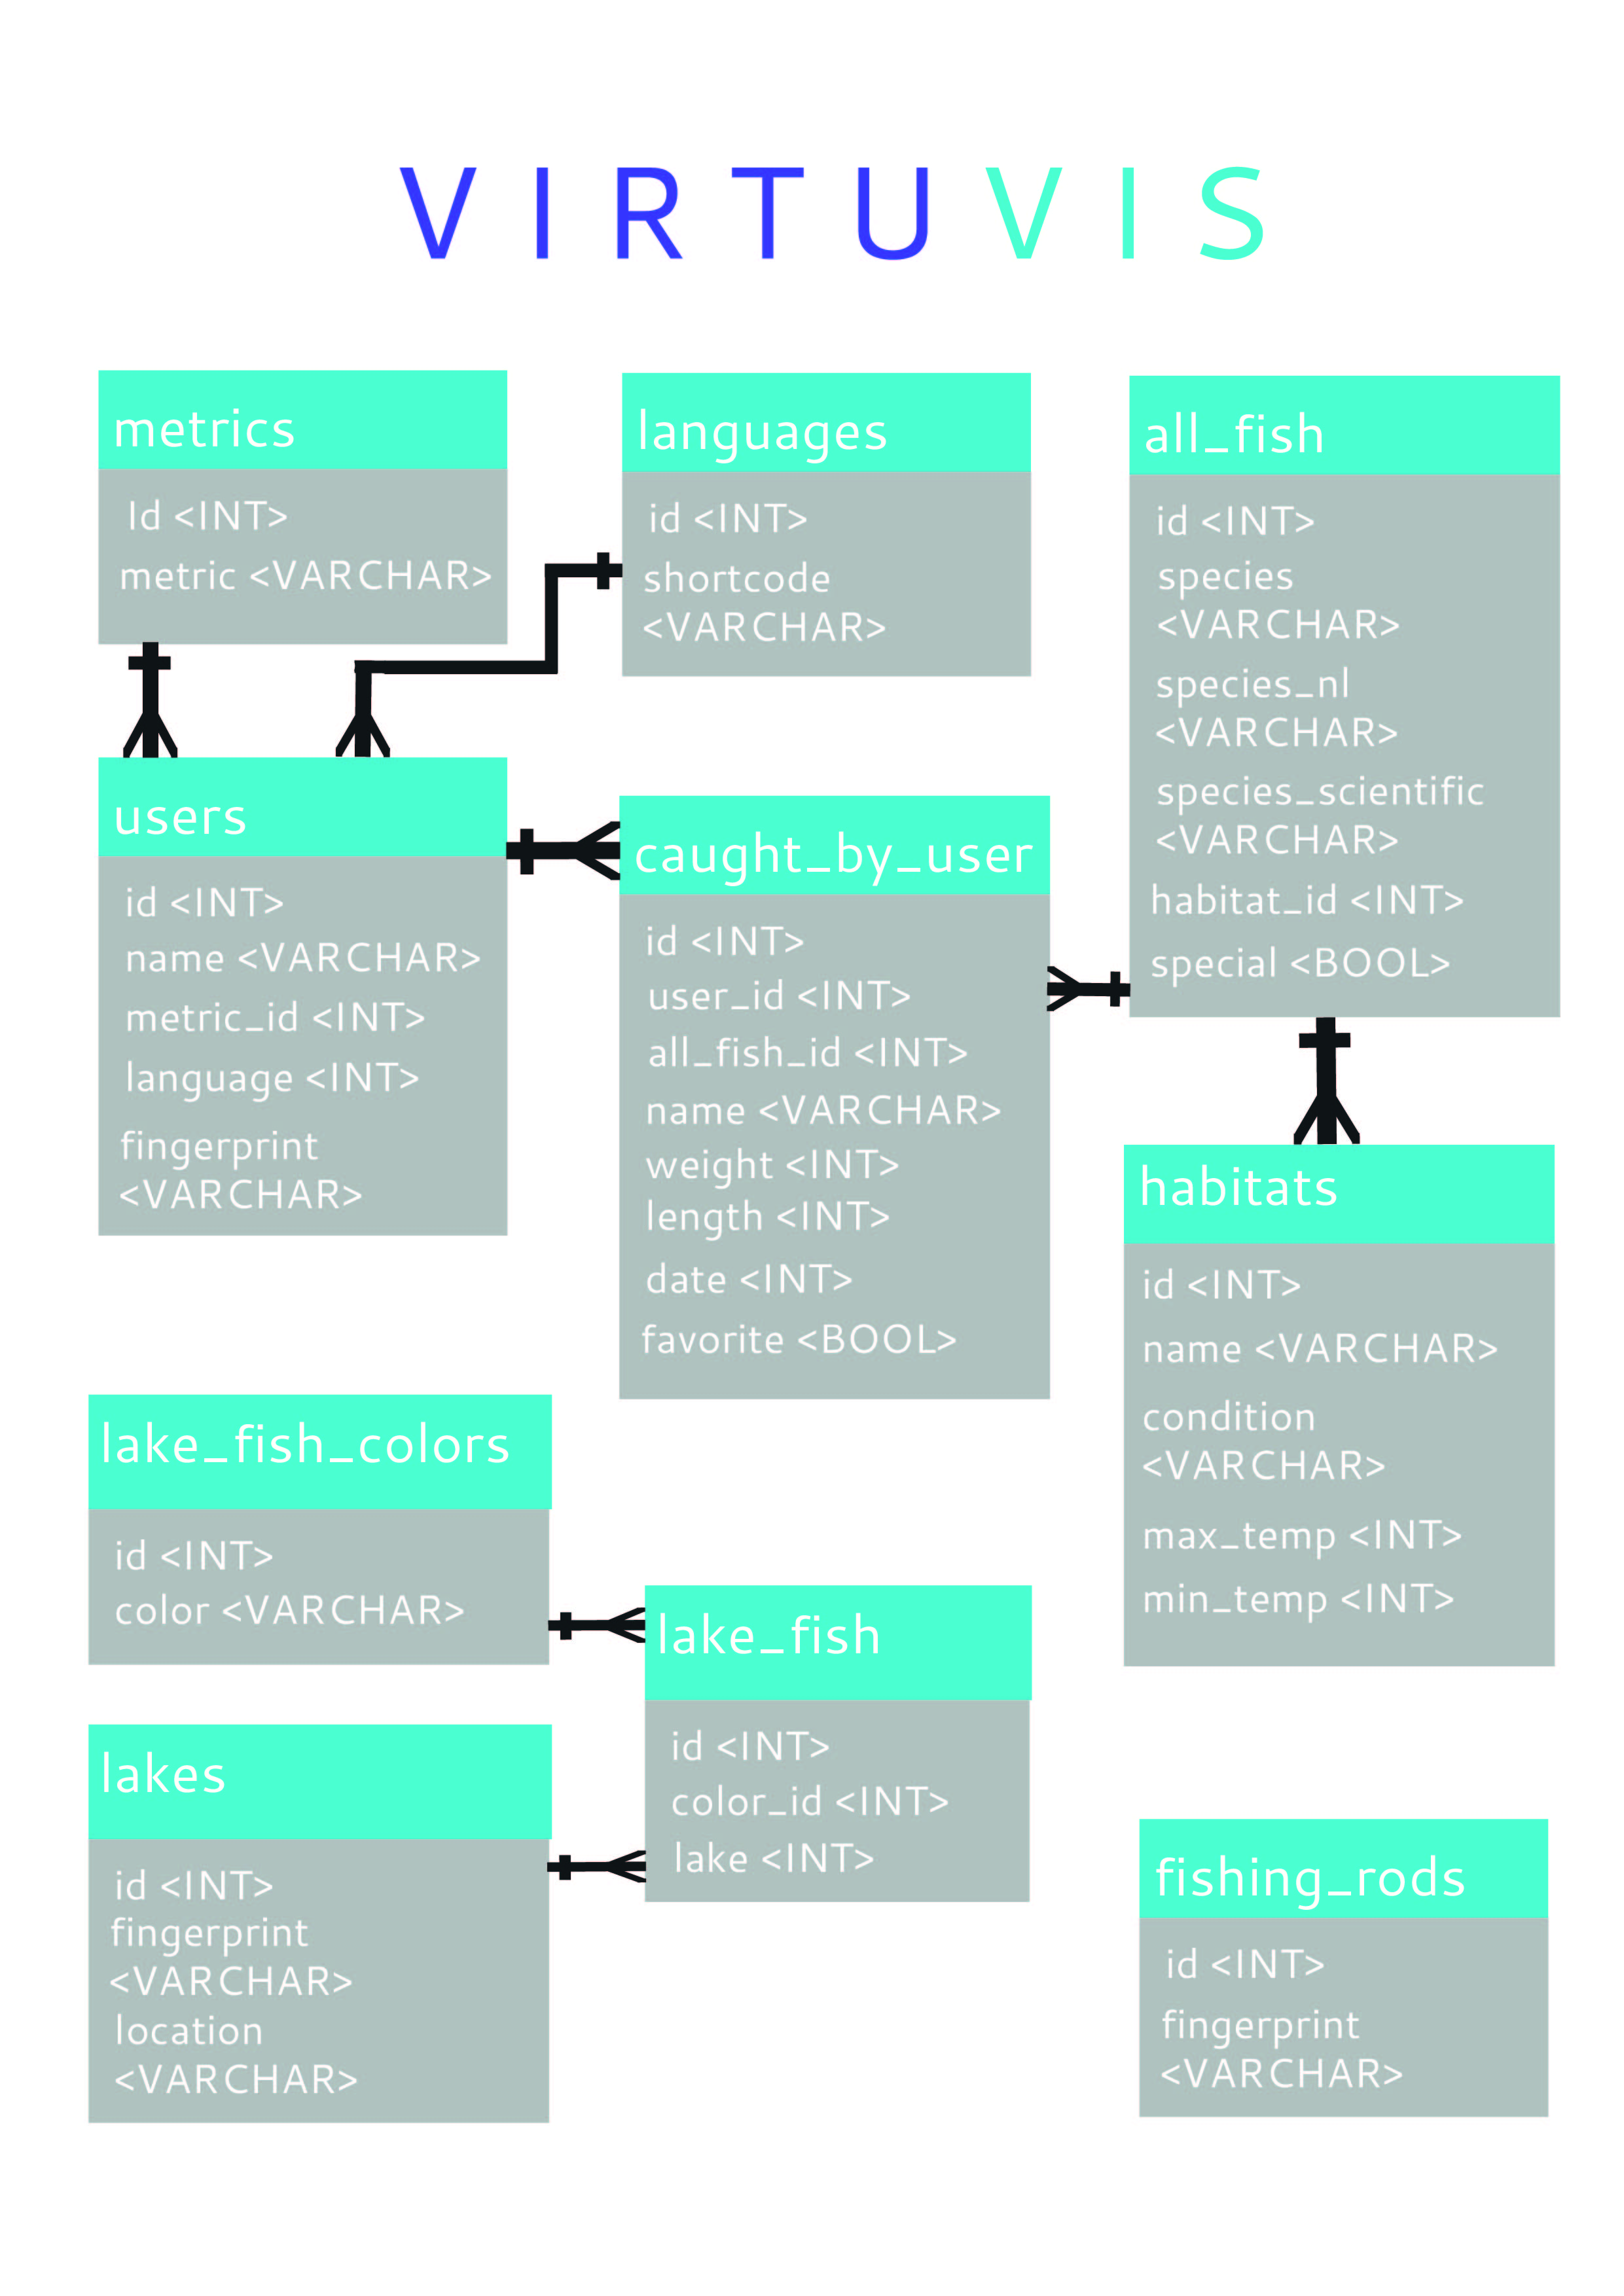 VIRTUVIS
metrics
Id <INT>
metric <VARCHAR>
languages
id <INT>
shortcode
<VARCHAR>
all_fish
id <INT>
species
<VARCHAR>
species_nl
<VARCHAR>
species_scientific
<VARCHAR>
habitat_id <INT>
special <BOOL>
users
id <INT>
name <VARCHAR>
metric_id <INT>
language <INT>
fingerprint
<VARCHAR>
caught_by_user
id <INT>
user_id <INT>
all_fish_id <INT>
name <VARCHAR>
weight <INT>
length <INT>
date <INT>
favorite <BOOL>
habitats
id <INT>
name <VARCHAR>
condition
<VARCHAR>
max_temp <INT>
min_temp <INT>
lake_fish_colors
id <INT>
color <VARCHAR>
lake_fish
id <INT>
color_id <INT>
lake <INT>
lakes
id <INT>
fingerprint
<VARCHAR>
location
<VARCHAR>
fishing_rods
id <INT>
fingerprint
<VARCHAR>